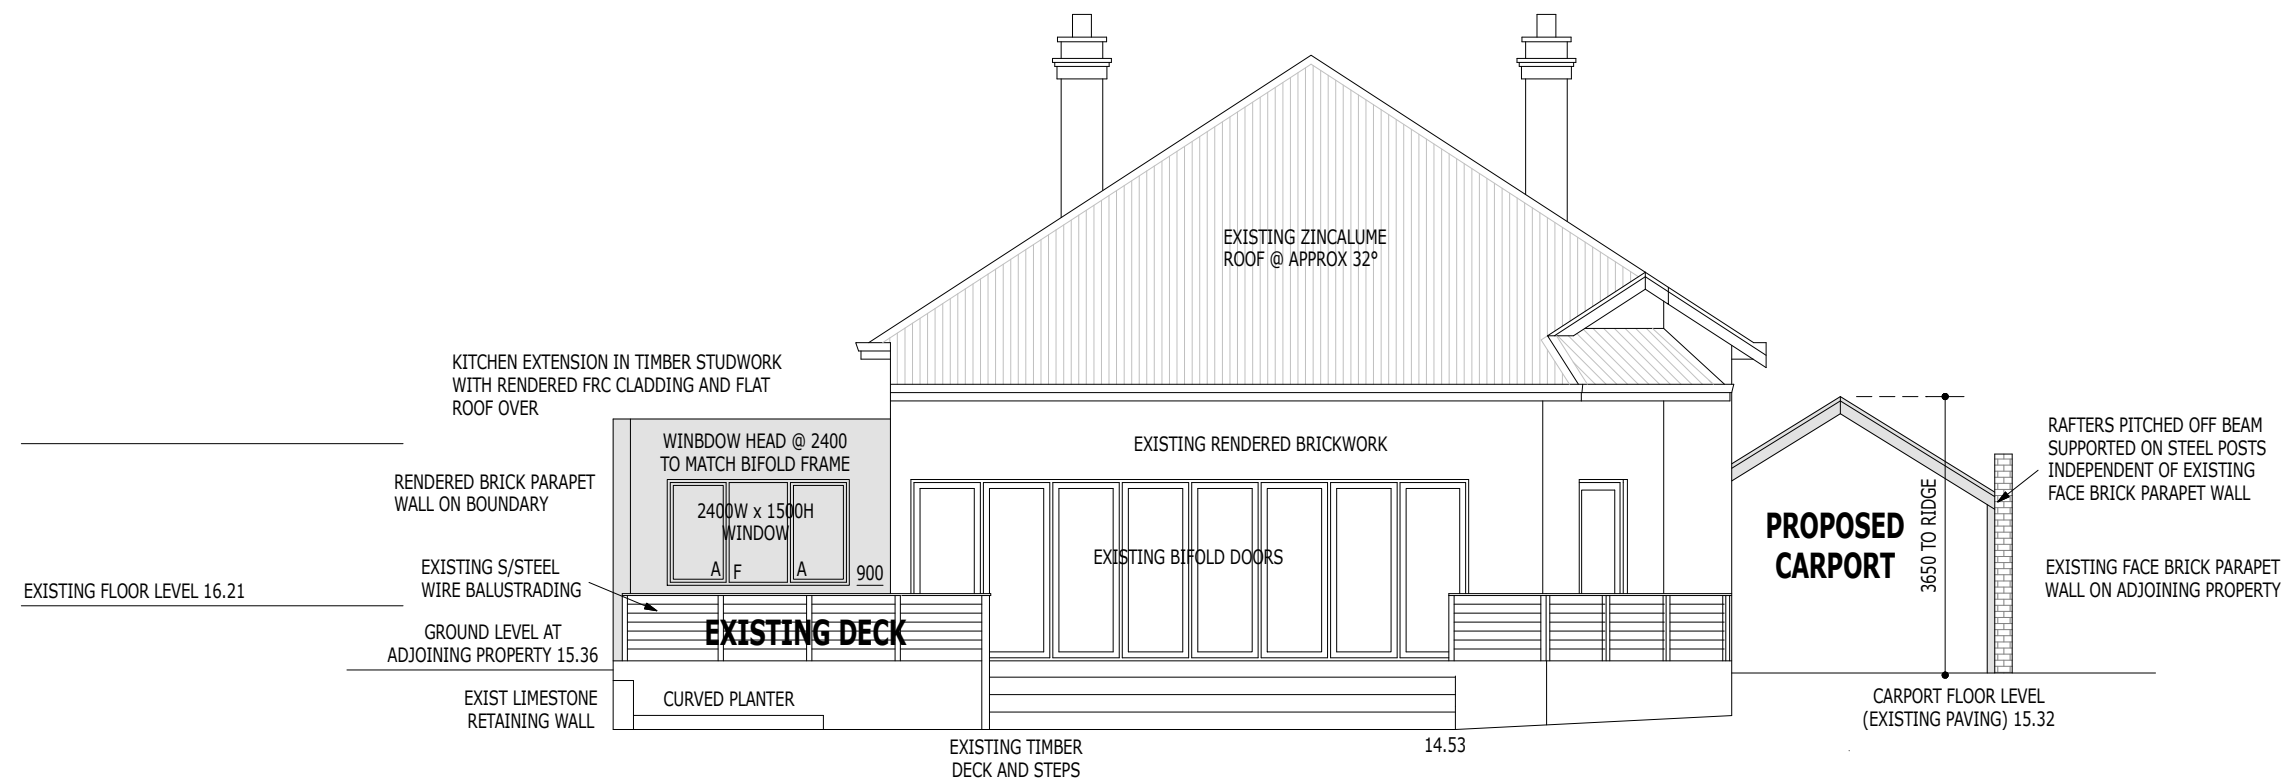 EXISTING ZINCALUME
ROOF @ APPROX 32°
KITCHEN EXTENSION IN TIMBER STUDWORK
WITH RENDERED FRC CLADDING AND FLAT
ROOF OVER
WINBDOW HEAD @ 2400
TO MATCH BIFOLD FRAME
EXISTING RENDERED BRICKWORK
RAFTERS PITCHED OFF BEAM
SUPPORTED ON STEEL POSTS
INDEPENDENT OF EXISTING
FACE BRICK PARAPET WALL
RENDERED BRICK PARAPET
WALL ON BOUNDARY
2400W x 1500H
WINDOW
PROPOSED
CARPORT
3650 TO RIDGE
EXISTING BIFOLD DOORS
A F A
900
EXISTING S/STEEL
WIRE BALUSTRADING
EXISTING FACE BRICK PARAPET
WALL ON ADJOINING PROPERTY
EXISTING FLOOR LEVEL 16.21
EXISTING DECK
GROUND LEVEL AT
ADJOINING PROPERTY 15.36
EXIST LIMESTONE
RETAINING WALL
CURVED PLANTER
CARPORT FLOOR LEVEL
(EXISTING PAVING) 15.32
EXISTING TIMBER
DECK AND STEPS
14.53